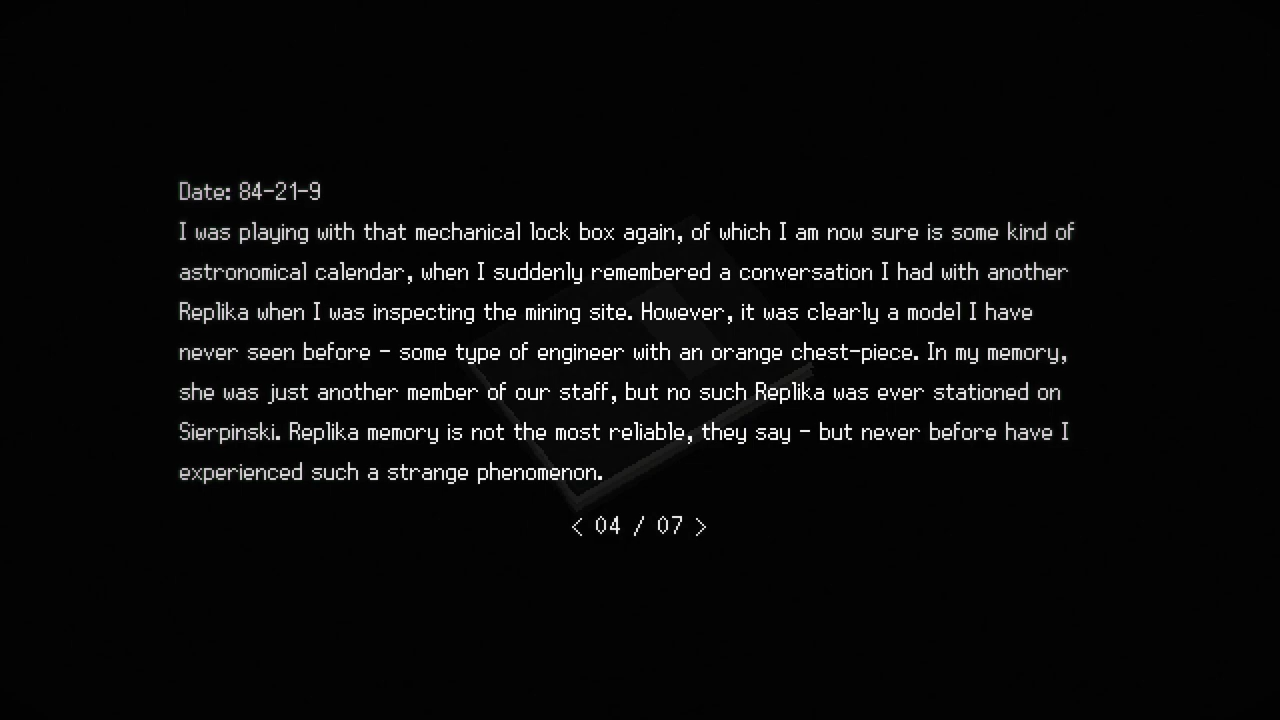 Date: 84-21-9
I was playing with that mechanical lock box again, of which I am now sure is some kind of
astronomical calendar, when I suddenly remembered a conversation I had with another
Replika when I was inspecting the mining site. However, it was clearly a model I have
never seen before - some type of engineer with an orange chest-piece. In my memory,
she was just another member of our staff, but no such Replika was ever stationed on
Sierpinski. Replika memory is not the most reliable, they say - but never before have I
experienced such a strange phenomenon.
< 04 / 07 >